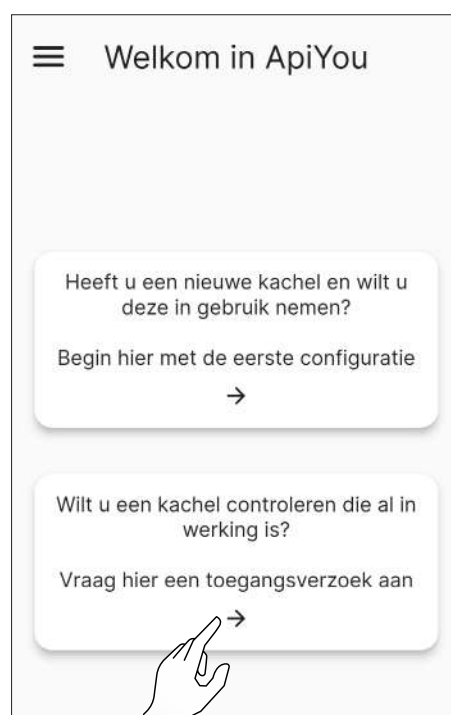 Welkom in ApiYou
Heeft u een nieuwe kachel en wilt u
deze in gebruik nemen?
Begin hier met de eerste configuratie
Wilt u een kachel controleren die al in
werking is?
Vraag hier een toegangsverzoek aan